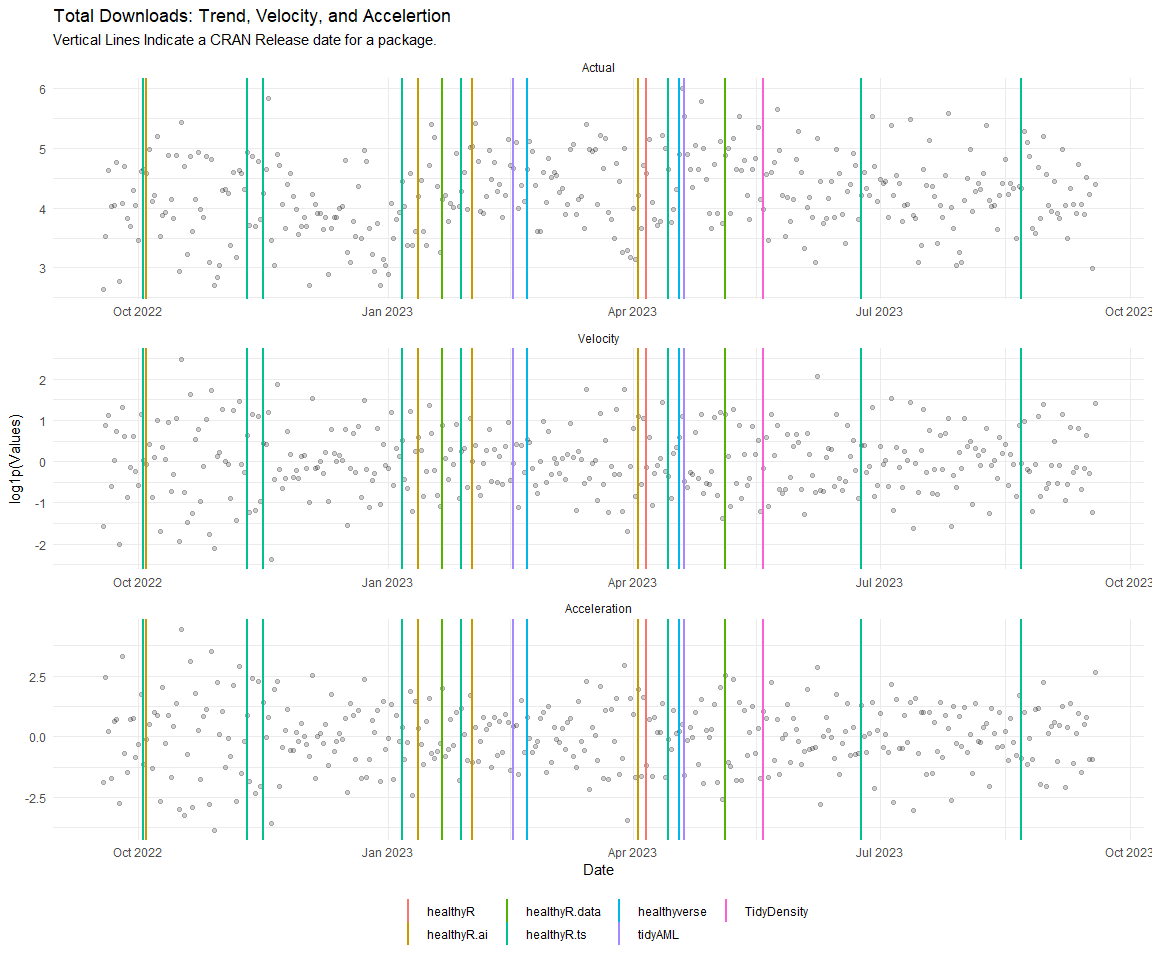 Total Downloads: Trend, Velocity, and Accelertion
Vertical Lines Indicate a CRAN Release date for a package.
Actual
6
5
4
3
Oct 2022 Jan 2023 Apr 2023 Jul 2023 Oct 2023
Velocity
2
1
0
-1
-2
log1p(Values)
Oct 2022 Jan 2023 Apr 2023 Jul 2023 Oct 2023
Acceleration
2.5
0.0
-2.5
Oct 2022 Jan 2023 Apr 2023 Jul 2023 Oct 2023
Date
healthyR healthyR.data healthyverse TidyDensity
healthyR.ai healthyR.ts tidyAML